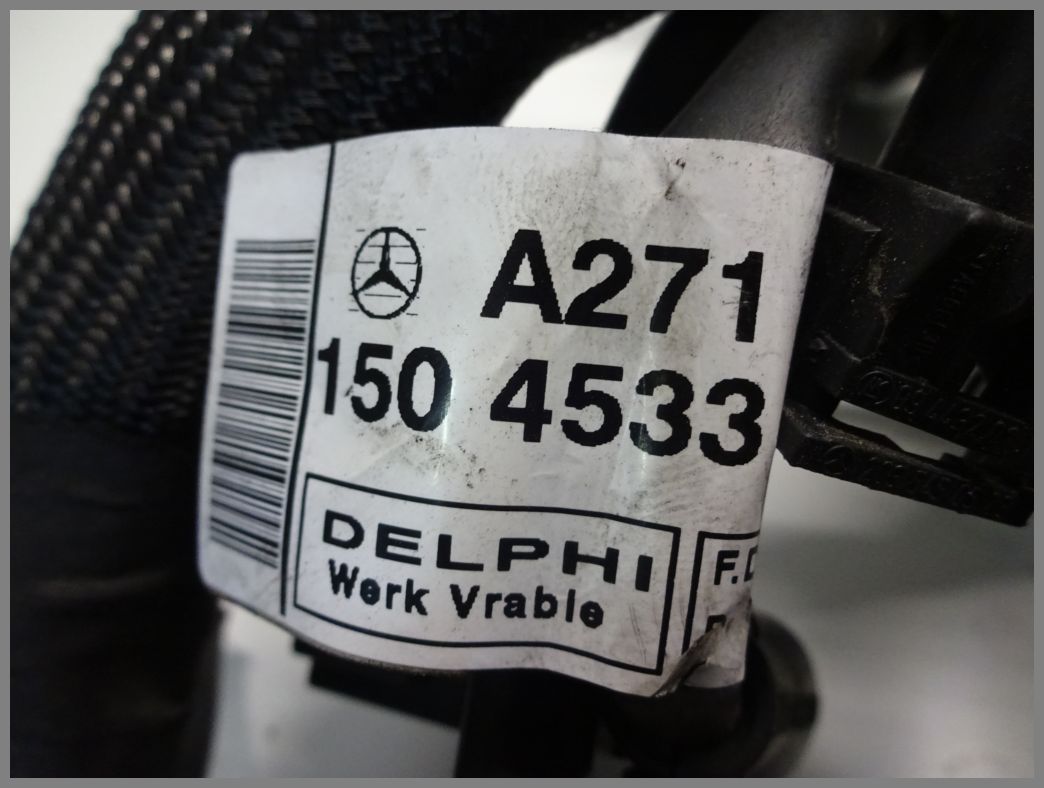 A271
150 4533
DELPHI
Werk Vrable
F.